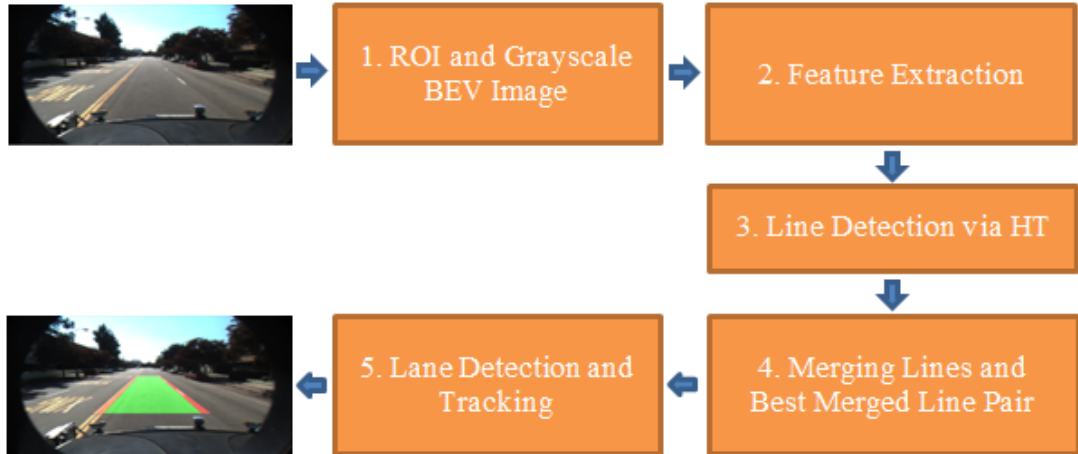 1. ROI and Grayscale
BEV Image
2. Feature Extraction
3. Line Detection via HT
4. Merging Lines and
Best Merged Line Pair
5. Lane Detection and
Tracking